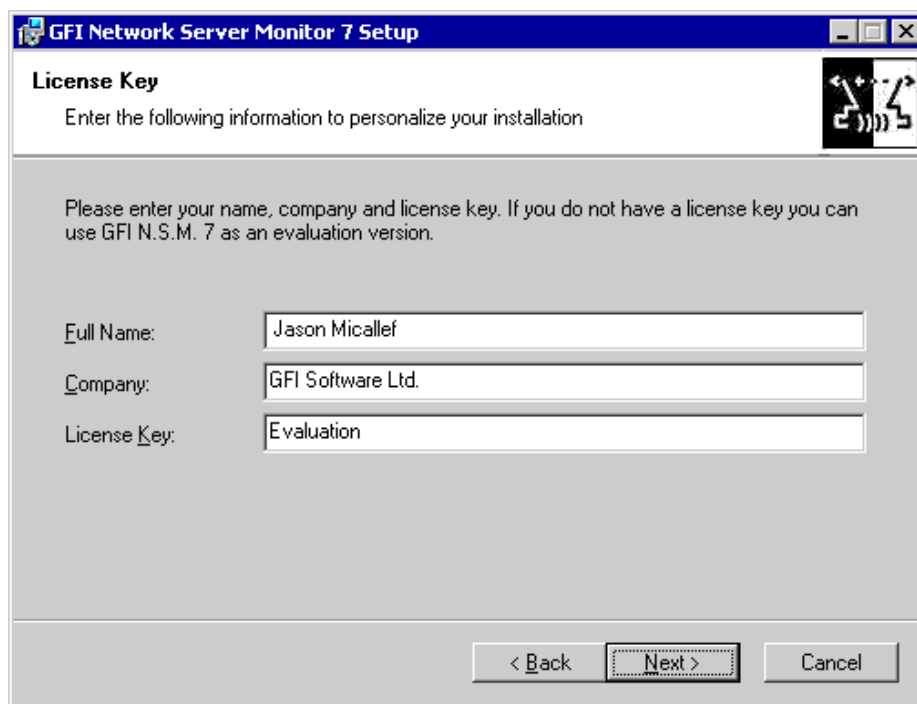 GFI Network Server Monitor 7 Setup
License Key
Enter the following information to personalize your installation
Please enter your name, company and license key. If you do not have a license key you can
use GFI N.S.M. 7 as an evaluation version.
Full Name: Jason Micallef
Company: GFI Software Ltd.
License Key: Evaluation
< Back Next > Cancel